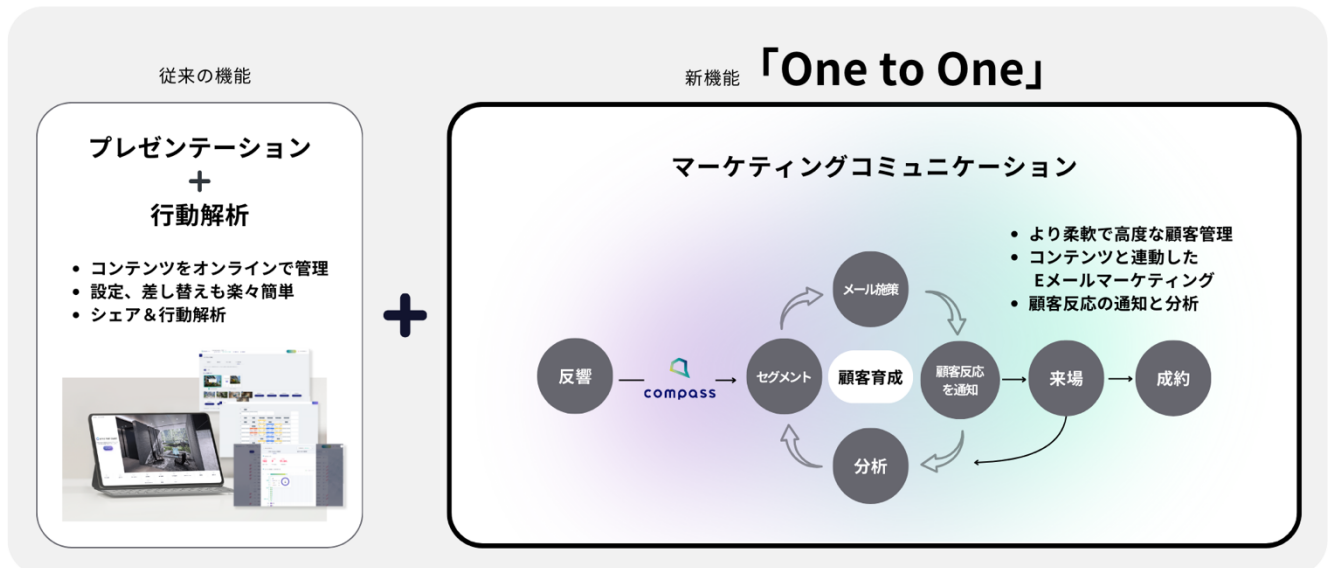 従来の機能
プレゼンテーション
+
行動解析
• コンテンツをオンラインで管理
• 設定、差し替えも楽々簡単
• シェア＆行動解析
+
新機能「One to One」
マーケティングコミュニケーション
• より柔軟で高度な顧客管理
• コンテンツと連動した
Eメールマーケティング
• 顧客反応の通知と分析
反響
compass
セグメント
メール施策
顧客育成
顧客反応
を通知
分析
来場
成約